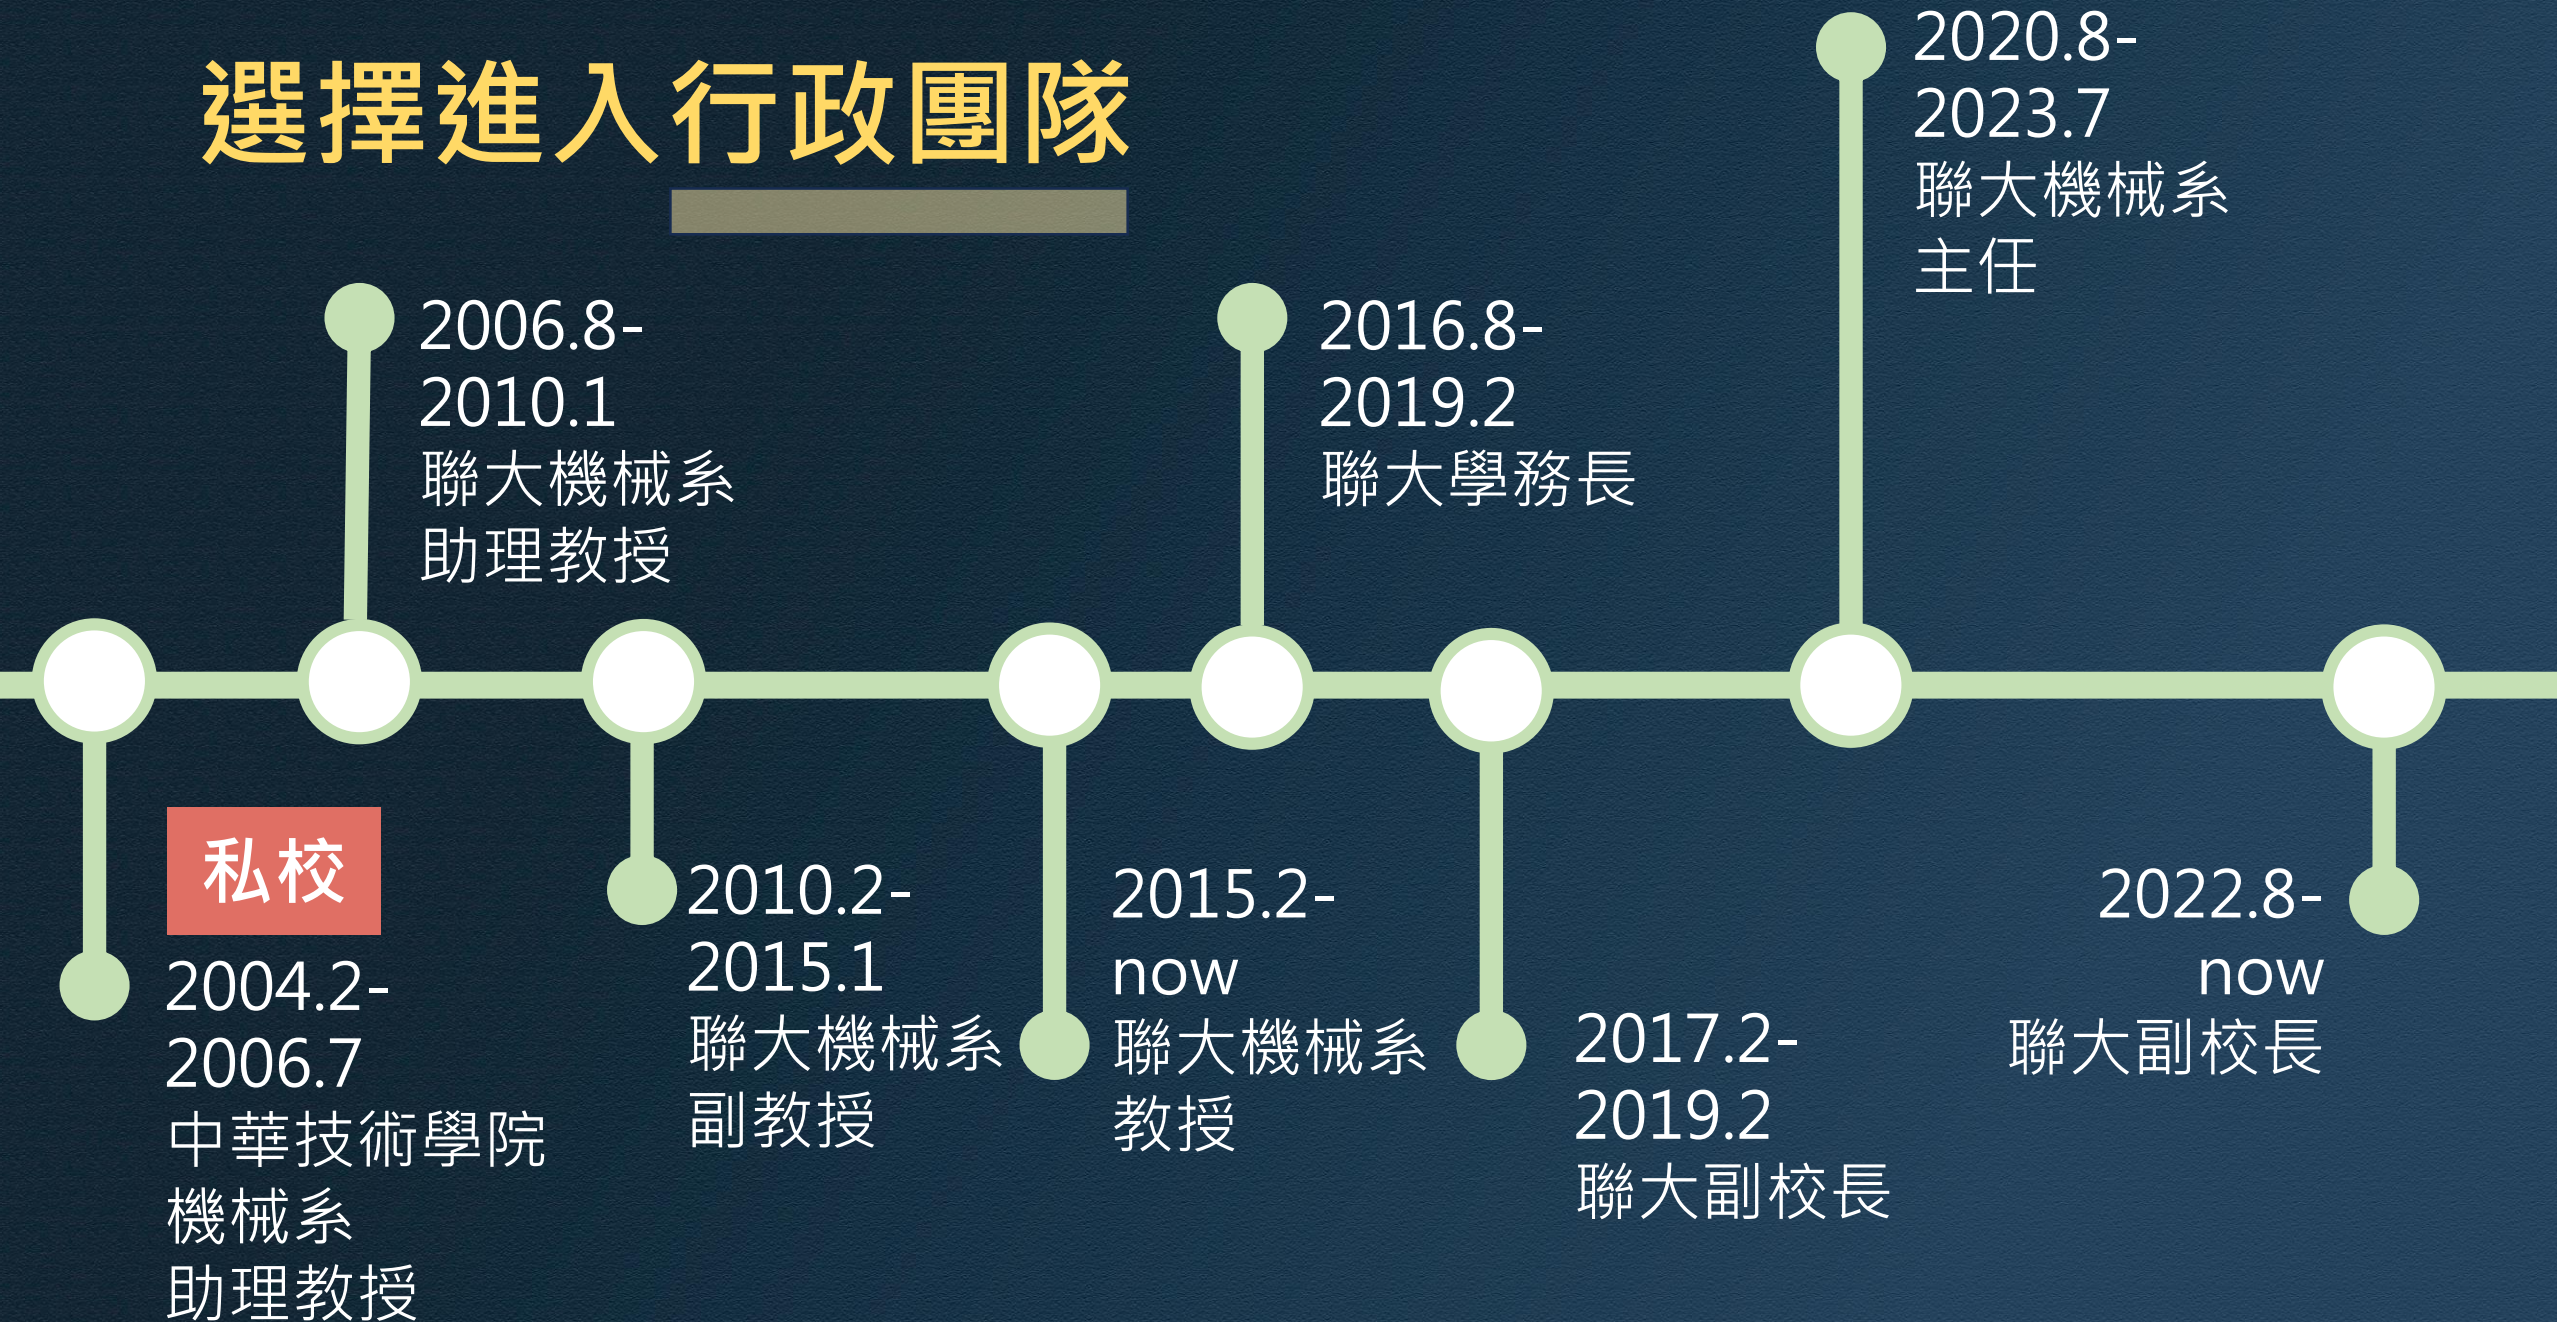 選擇進入行政團隊
私校
2004.2-
2006.7
中華技術學院
機械系
助理教授
2006.8-
2010.1
聯大機械系
助理教授
2010.2-
2015.1
聯大機械系
副教授
2015.2-
now
聯大機械系
教授
2016.8-
2019.2
聯大學務長
2017.2-
2019.2
聯大副校長
2020.8-
2023.7
聯大機械系
主任
2022.8-
now
聯大副校長